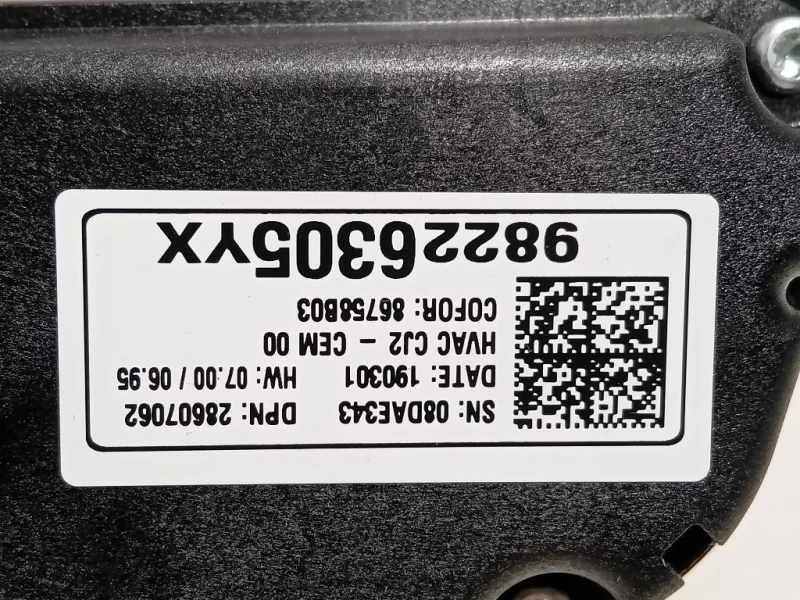 98226305YX
COFOR: 86758B03
HVAC CJ2 - CEM 00
DATE: 190301 HW: 07.00 / 06.95
SN: 08DAE343 DPN: 28607062